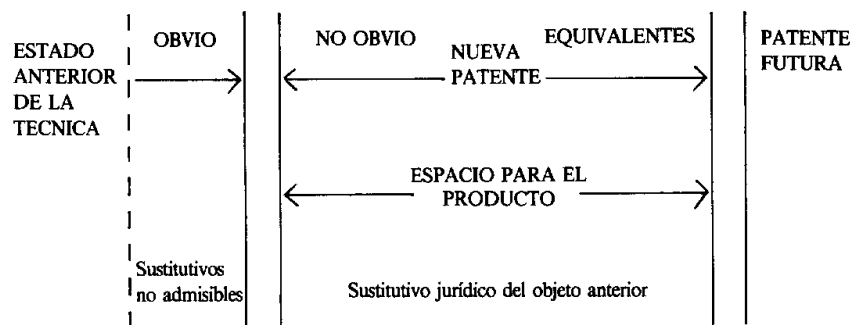 ESTADO
ANTERIOR
DE LA
TECNICA
OBVIO
NO OBVIO
EQUIVALENTES
NUEVA
PATENTE
PATENTE
FUTURA
ESPACIO PARA EL
PRODUCTO
Sustitutivos
no admisibles
Sustitutivo jurídico del objeto anterior